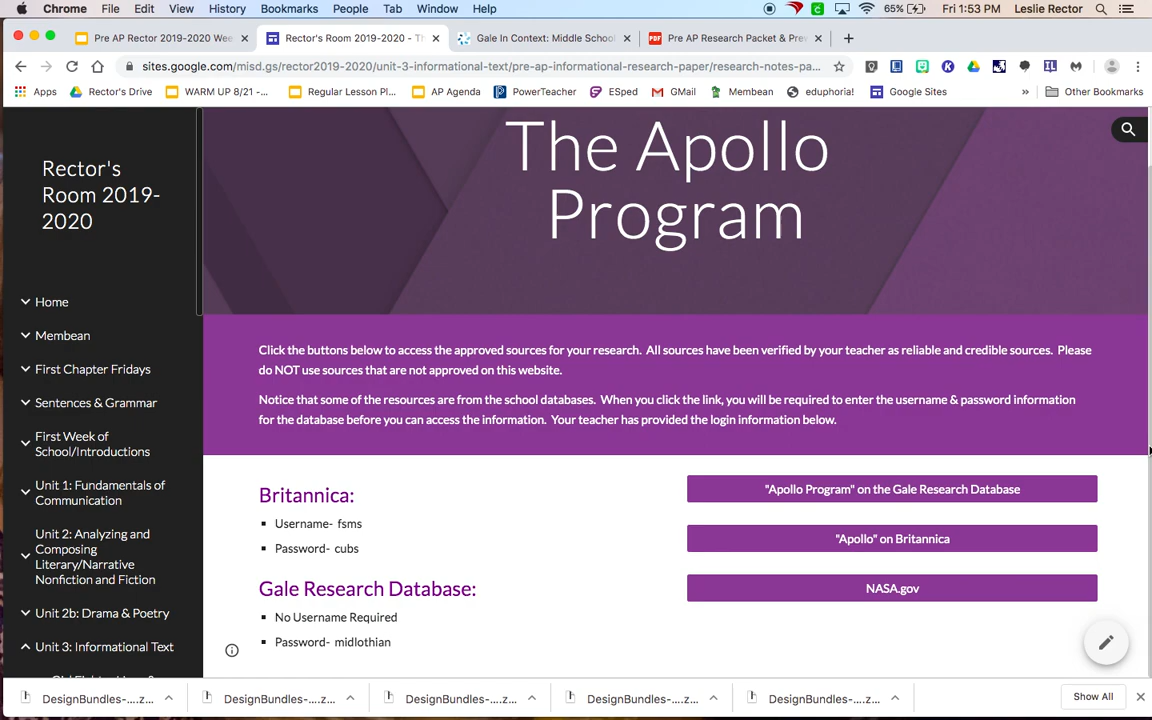 Chrome File Edit View History Bookmarks People Tab Window Help 65% Fri 1:53 PM Leslie Rector
Pre AP Rector 2019-2020 Wee × Rector's Room 2019-2020 - Th × Gale In Context: Middle School × PDF Pre AP Research Packet & Prev ×
sites.google.com/misd.gs/rector2019-2020/unit-3-informational-text/pre-ap-informational-research-paper/research-notes-pa...
Apps Rector's Drive WARM UP 8/21 -... Regular Lesson Pl... AP Agenda PowerTeacher ESped GMail Membean eduphoria! Google Sites » Other Bookmarks
Rector's
Room 2019-
2020
Home
Membean
First Chapter Fridays
Sentences & Grammar
First Week of
School/Introductions
Unit 1: Fundamentals of
Communication
Unit 2: Analyzing and
Composing
Literary/Narrative
Nonfiction and Fiction
Unit 2b: Drama & Poetry
Unit 3: Informational Text
The Apollo
Program
Click the buttons below to access the approved sources for your research. All sources have been verified by your teacher as reliable and credible sources. Please
do NOT use sources that are not approved on this website.
Notice that some of the resources are from the school databases. When you click the link, you will be required to enter the username & password information
for the database before you can access the information. Your teacher has provided the login information below.
Britannica:
Username- fsms
Password- cubs
Gale Research Database:
No Username Required
Password- midlothian
"Apollo Program" on the Gale Research Database
"Apollo" on Britannica
NASA.gov
DesignBundles-....z... DesignBundles-....z... DesignBundles-....z... DesignBundles-....z... DesignBundles-....z... Show All